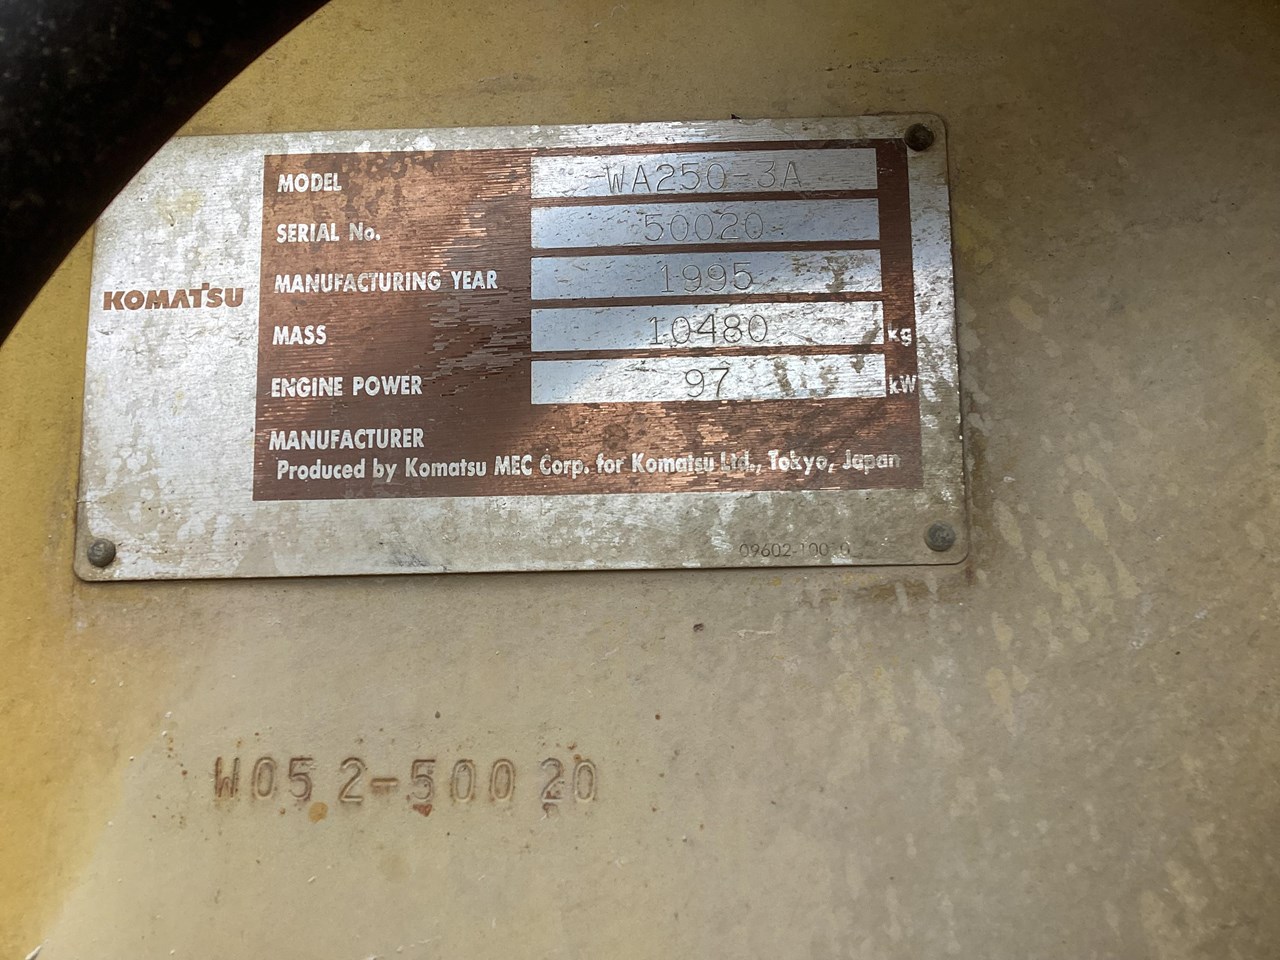 KOMATSU
MODEL WA250-3A
SERIAL No. 50020
MANUFACTURING YEAR 1995
MASS 10480 kg
ENGINE POWER 97 kW
MANUFACTURER
Produced by Komatsu MEC Corp. for Komatsu Ltd., Tokyo, Japan
W052-50020